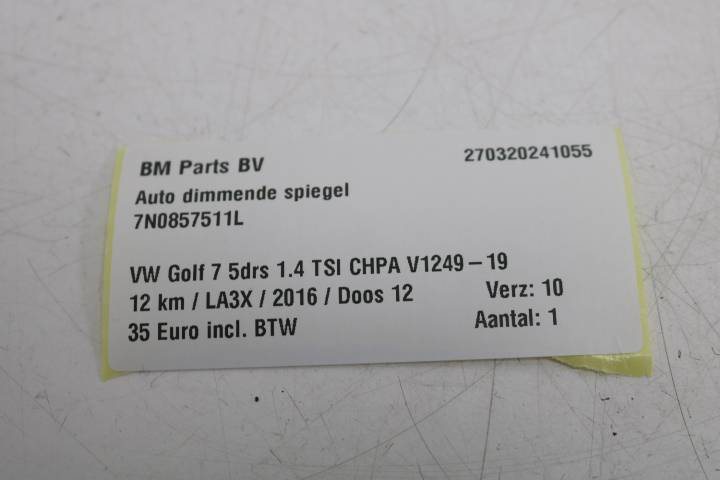 BM Parts BV 270320241055
Auto dimmende spiegel
7N0857511L
VW Golf 7 5drs 1.4 TSI CHPA V1249-19
12 km / LA3X / 2016 / Doos 12 Verz: 10
35 Euro incl. BTW Aantal: 1